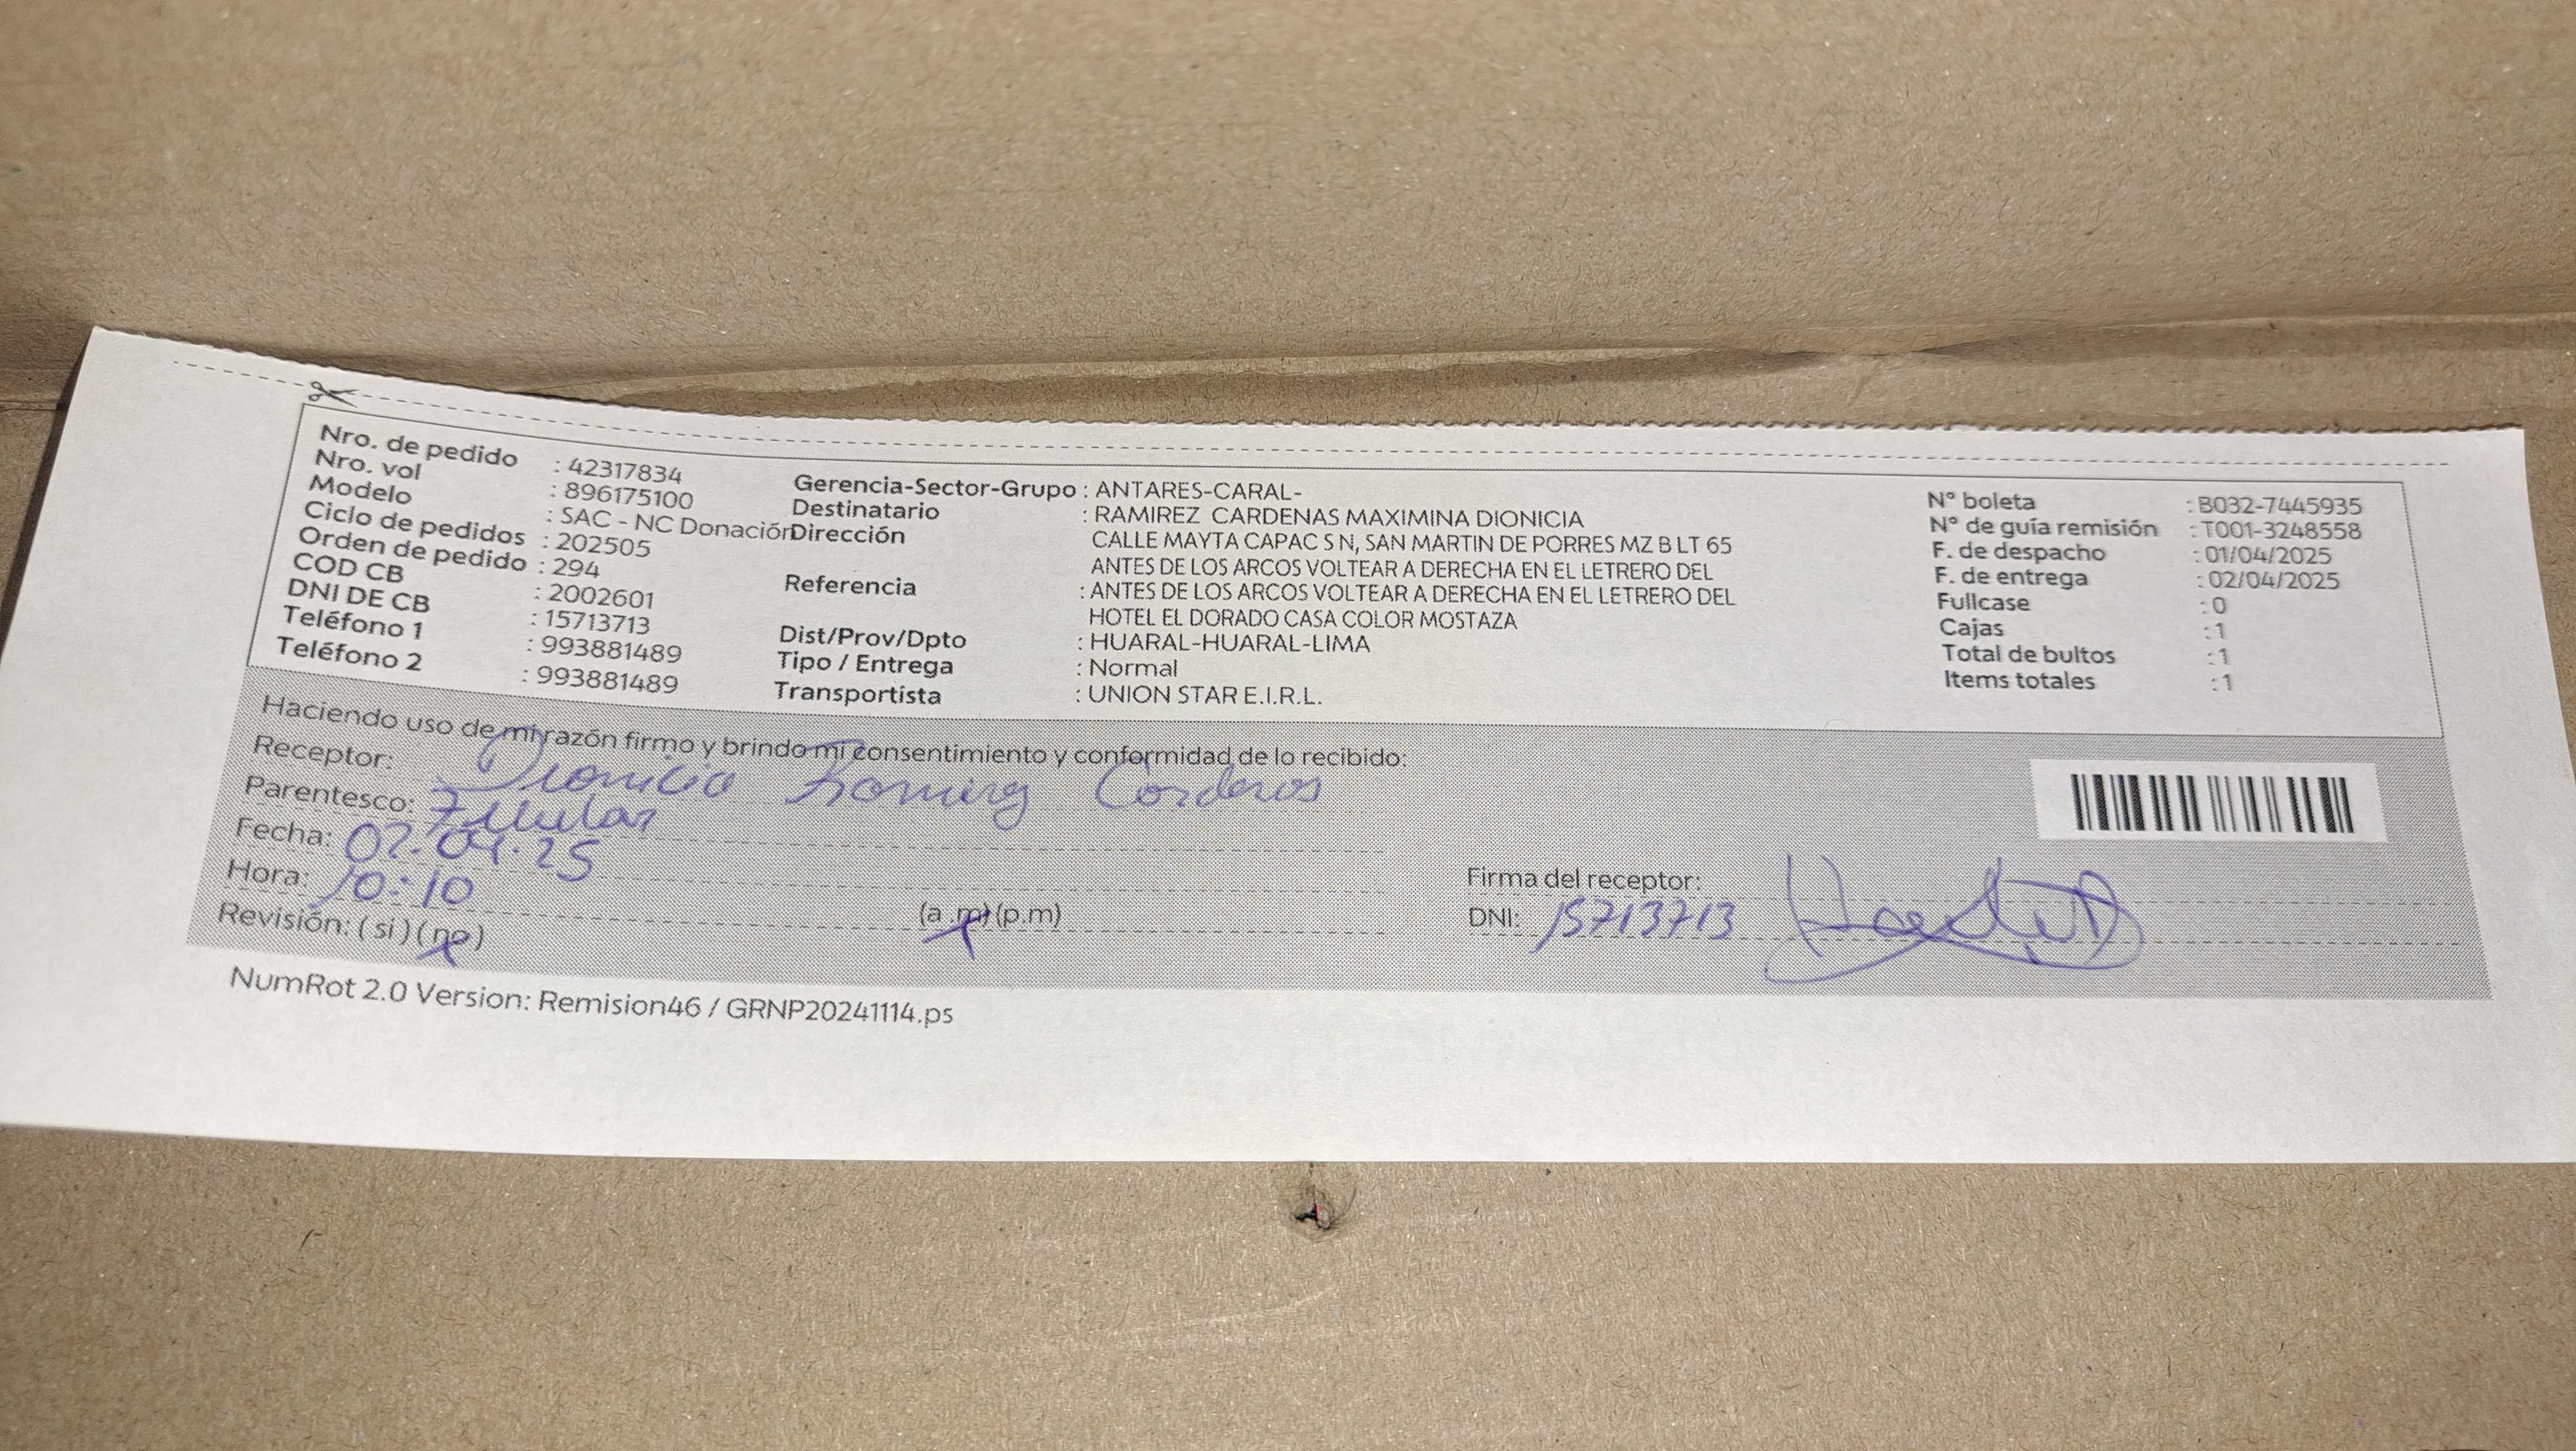 Nro. de pedido : 42317834
Nro. vol : 896175100
Modelo : SAC - NC Donación
Ciclo de pedidos : 202505
Orden de pedido : 294
COD CB : 2002601
DNI DE CB : 15713713
Teléfono 1 : 993881489
Teléfono 2 : 993881489
Gerencia-Sector-Grupo : ANTARES-CARAL-
Destinatario : RAMIREZ CARDENAS MAXIMINA DIONICIA
Dirección CALLE MAYTA CAPAC S N, SAN MARTIN DE PORRES MZ B LT 65
ANTES DE LOS ARCOS VOLTEAR A DERECHA EN EL LETRERO DEL
Referencia : ANTES DE LOS ARCOS VOLTEAR A DERECHA EN EL LETRERO DEL
HOTEL EL DORADO CASA COLOR MOSTAZA
Dist/Prov/Dpto : HUARAL-HUARAL-LIMA
Tipo / Entrega : Normal
Transportista : UNION STAR E.I.R.L.
N° boleta : B032-7445935
N° de guía remisión : T001-3248558
F. de despacho : 01/04/2025
F. de entrega : 02/04/2025
Fullcase : 0
Cajas : 1
Total de bultos : 1
Items totales : 1
Haciendo uso de mi razón firmo y brindo mi consentimiento y conformidad de lo recibido:
Receptor: Dionicia Ramirez
Parentesco:
Fecha: 02.04.25
Hora: 10:10 (a .m) (p.m)
Revisión: ( si ) ( no )
Firma del receptor:
DNI: 15713713
NumRot 2.0 Version: Remision46 / GRNP20241114.ps